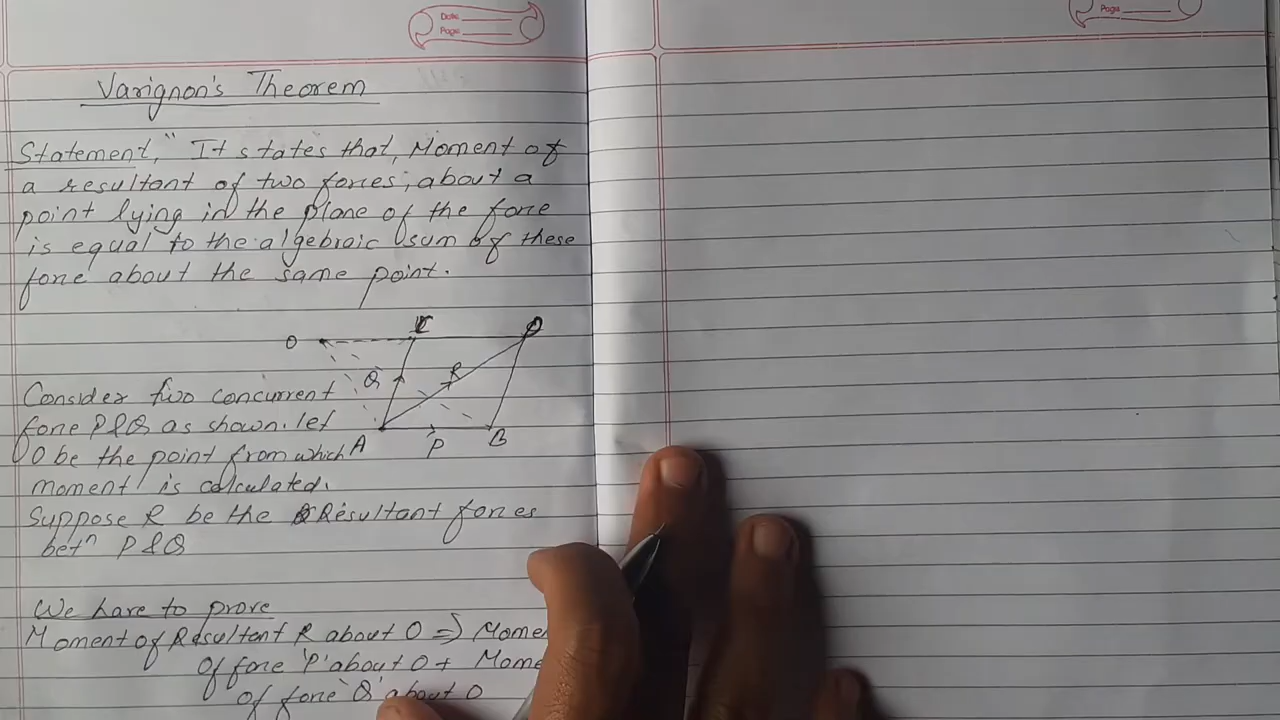 Date
Page
Page
Varignon's Theorem
Statement, " It states that, Moment of
a resultant of two forces, about a
point lying in the plane of the force
is equal to the algebraic sum of these
force about the same point.
O
D
Q
R
Consider two concurrent
force P & Q as shown. let
O be the point from which
A
P
B
moment is calculated.
Suppose R be the Resultant forces
betn P & Q
We have to prove
Moment of Resultant R about O => Mome
Of force 'P' about O + Mome
of force 'Q' about O